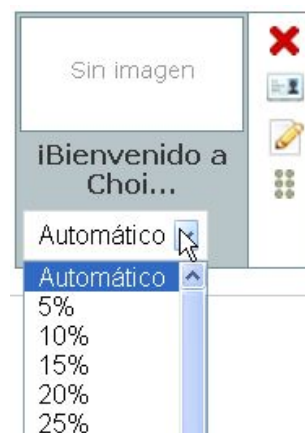 Sin imagen
¡Bienvenido a
Choi...
Automático
Automático
5%
10%
15%
20%
25%